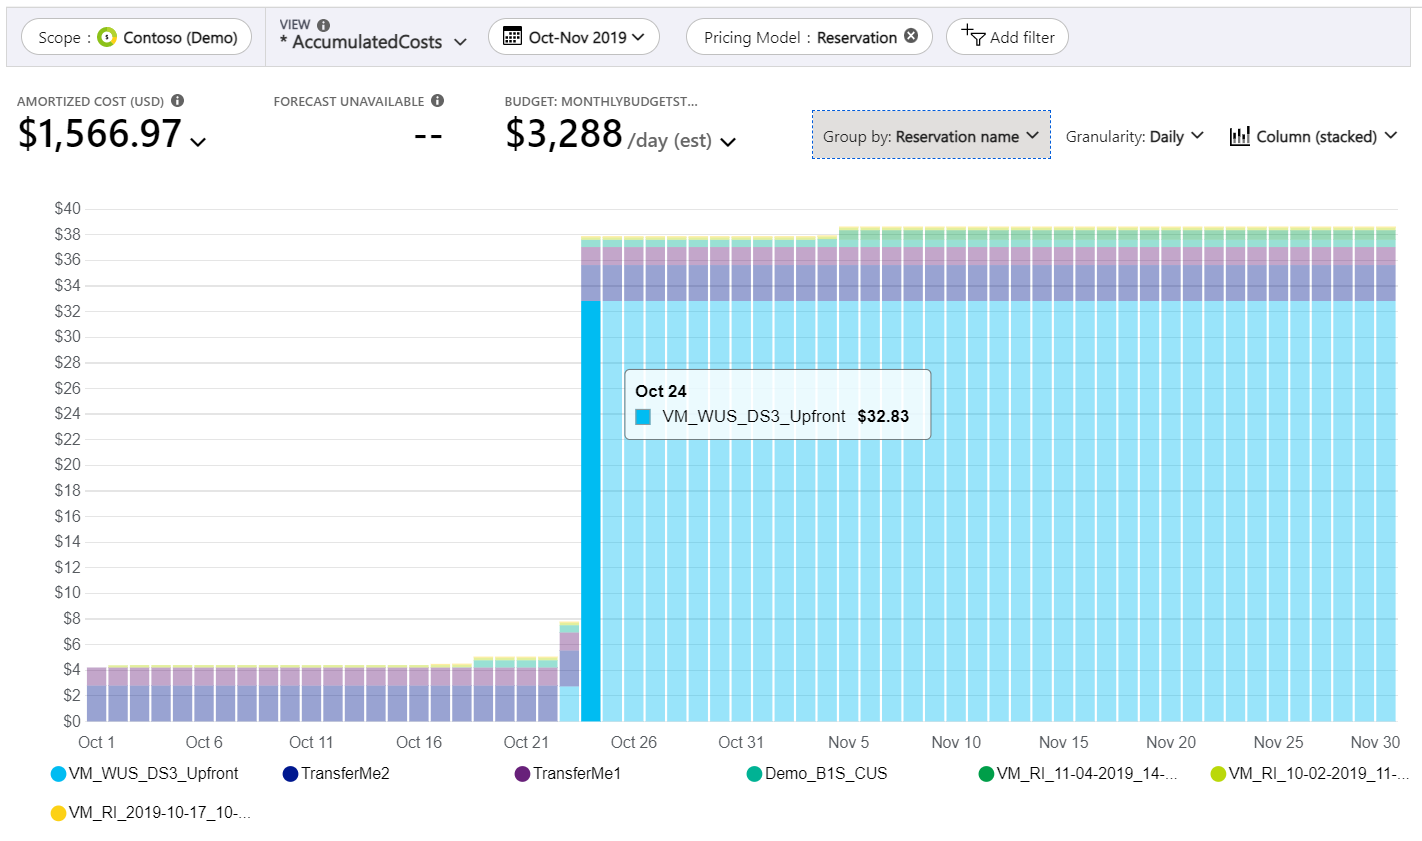 Scope : Contoso (Demo)
VIEW
* AccumulatedCosts
Oct-Nov 2019
Pricing Model : Reservation
Add filter
AMORTIZED COST (USD)
$1,566.97
FORECAST UNAVAILABLE
--
BUDGET: MONTHLYBUDGETST...
$3,288 /day (est)
Group by: Reservation name
Granularity: Daily
Column (stacked)
$40
$38
$36
$34
$32
$30
$28
$26
$24
$22
$20
$18
$16
$14
$12
$10
$8
$6
$4
$2
$0
Oct 24
VM_WUS_DS3_Upfront $32.83
Oct 1 Oct 6 Oct 11 Oct 16 Oct 21 Oct 26 Oct 31 Nov 5 Nov 10 Nov 15 Nov 20 Nov 25 Nov 30
VM_WUS_DS3_Upfront TransferMe2 TransferMe1 Demo_B1S_CUS VM_RI_11-04-2019_14-... VM_RI_10-02-2019_11-...
VM_RI_2019-10-17_10-...